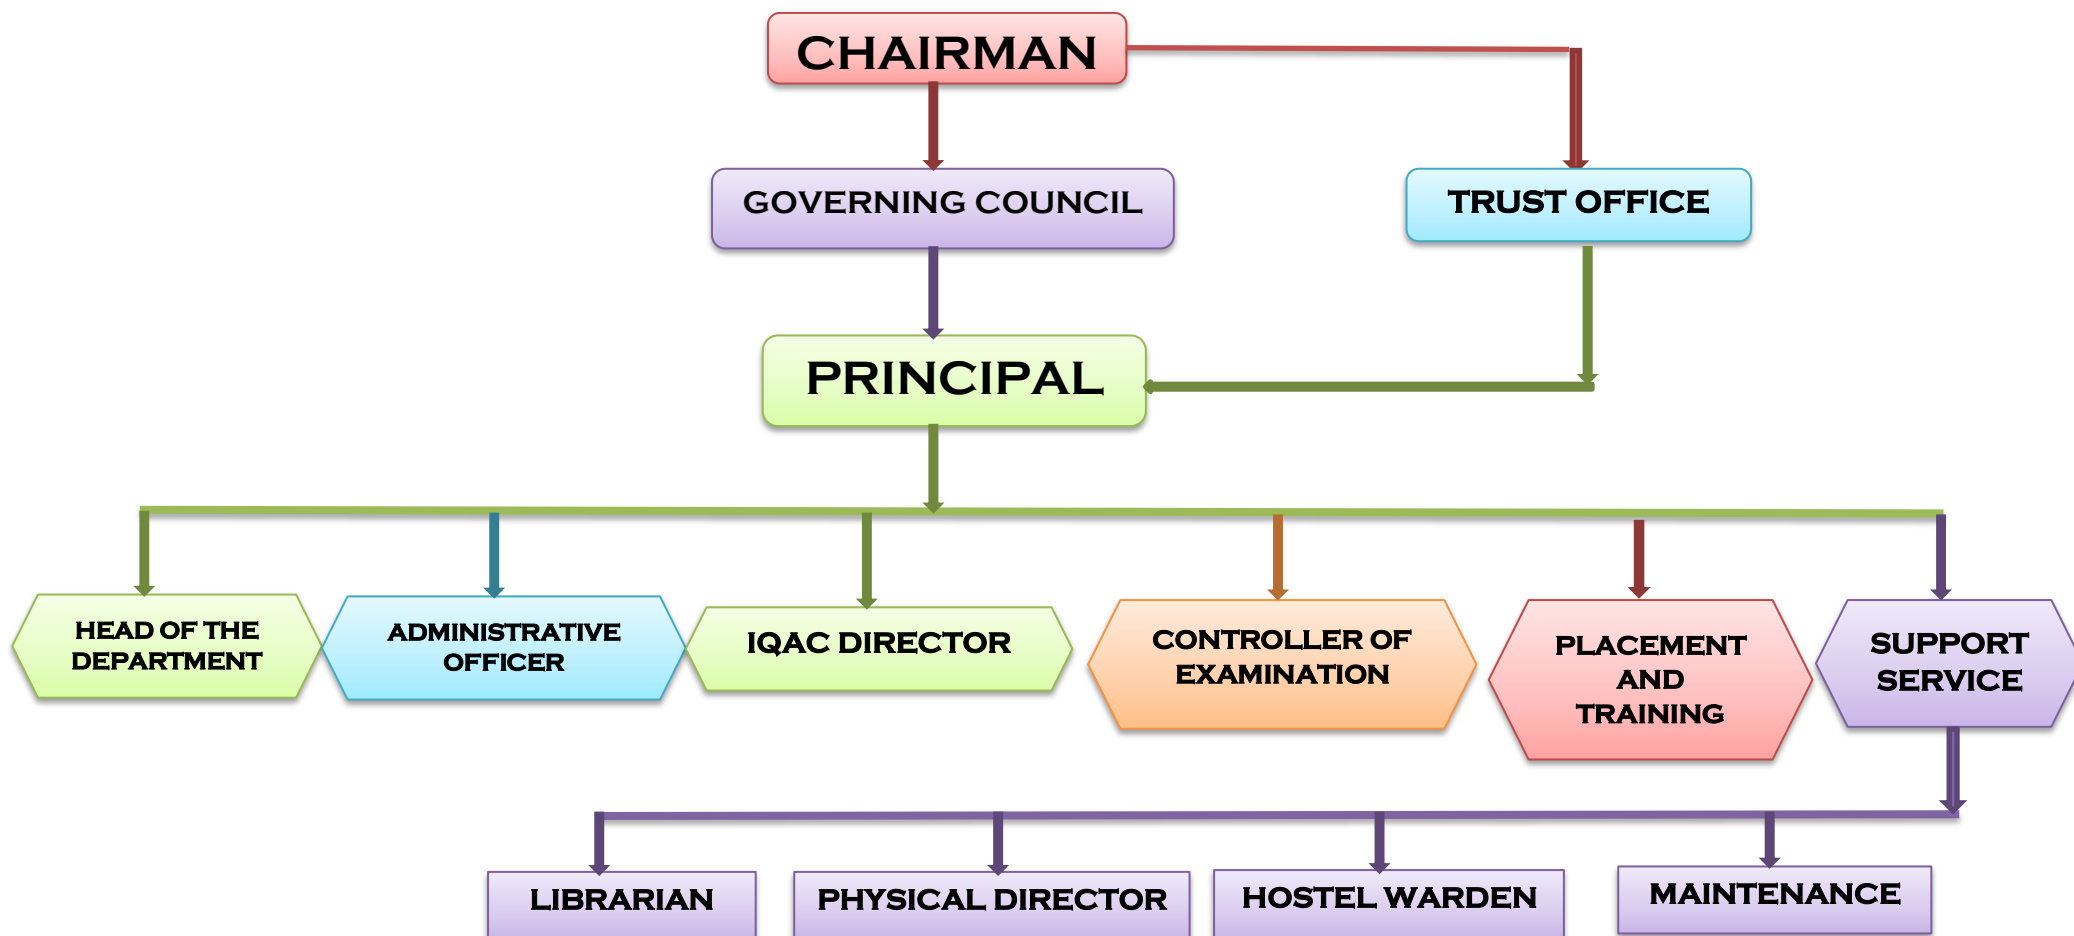 CHAIRMAN
GOVERNING COUNCIL
TRUST OFFICE
PRINCIPAL
HEAD OF THE
DEPARTMENT
ADMINISTRATIVE
OFFICER
IQAC DIRECTOR
CONTROLLER OF
EXAMINATION
PLACEMENT
AND
TRAINING
SUPPORT
SERVICE
LIBRARIAN
PHYSICAL DIRECTOR
HOSTEL WARDEN
MAINTENANCE